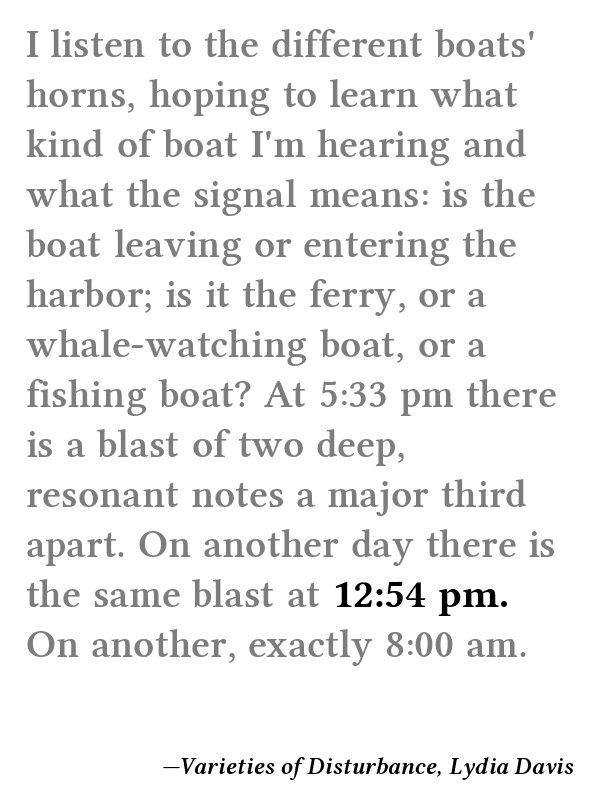 I listen to the different boats'
horns, hoping to learn what
kind of boat I'm hearing and
what the signal means: is the
boat leaving or entering the
harbor; is it the ferry, or a
whale-watching boat, or a
fishing boat? At 5:33 pm there
is a blast of two deep,
resonant notes a major third
apart. On another day there is
the same blast at 12:54 pm.
On another, exactly 8:00 am.
—Varieties of Disturbance, Lydia Davis